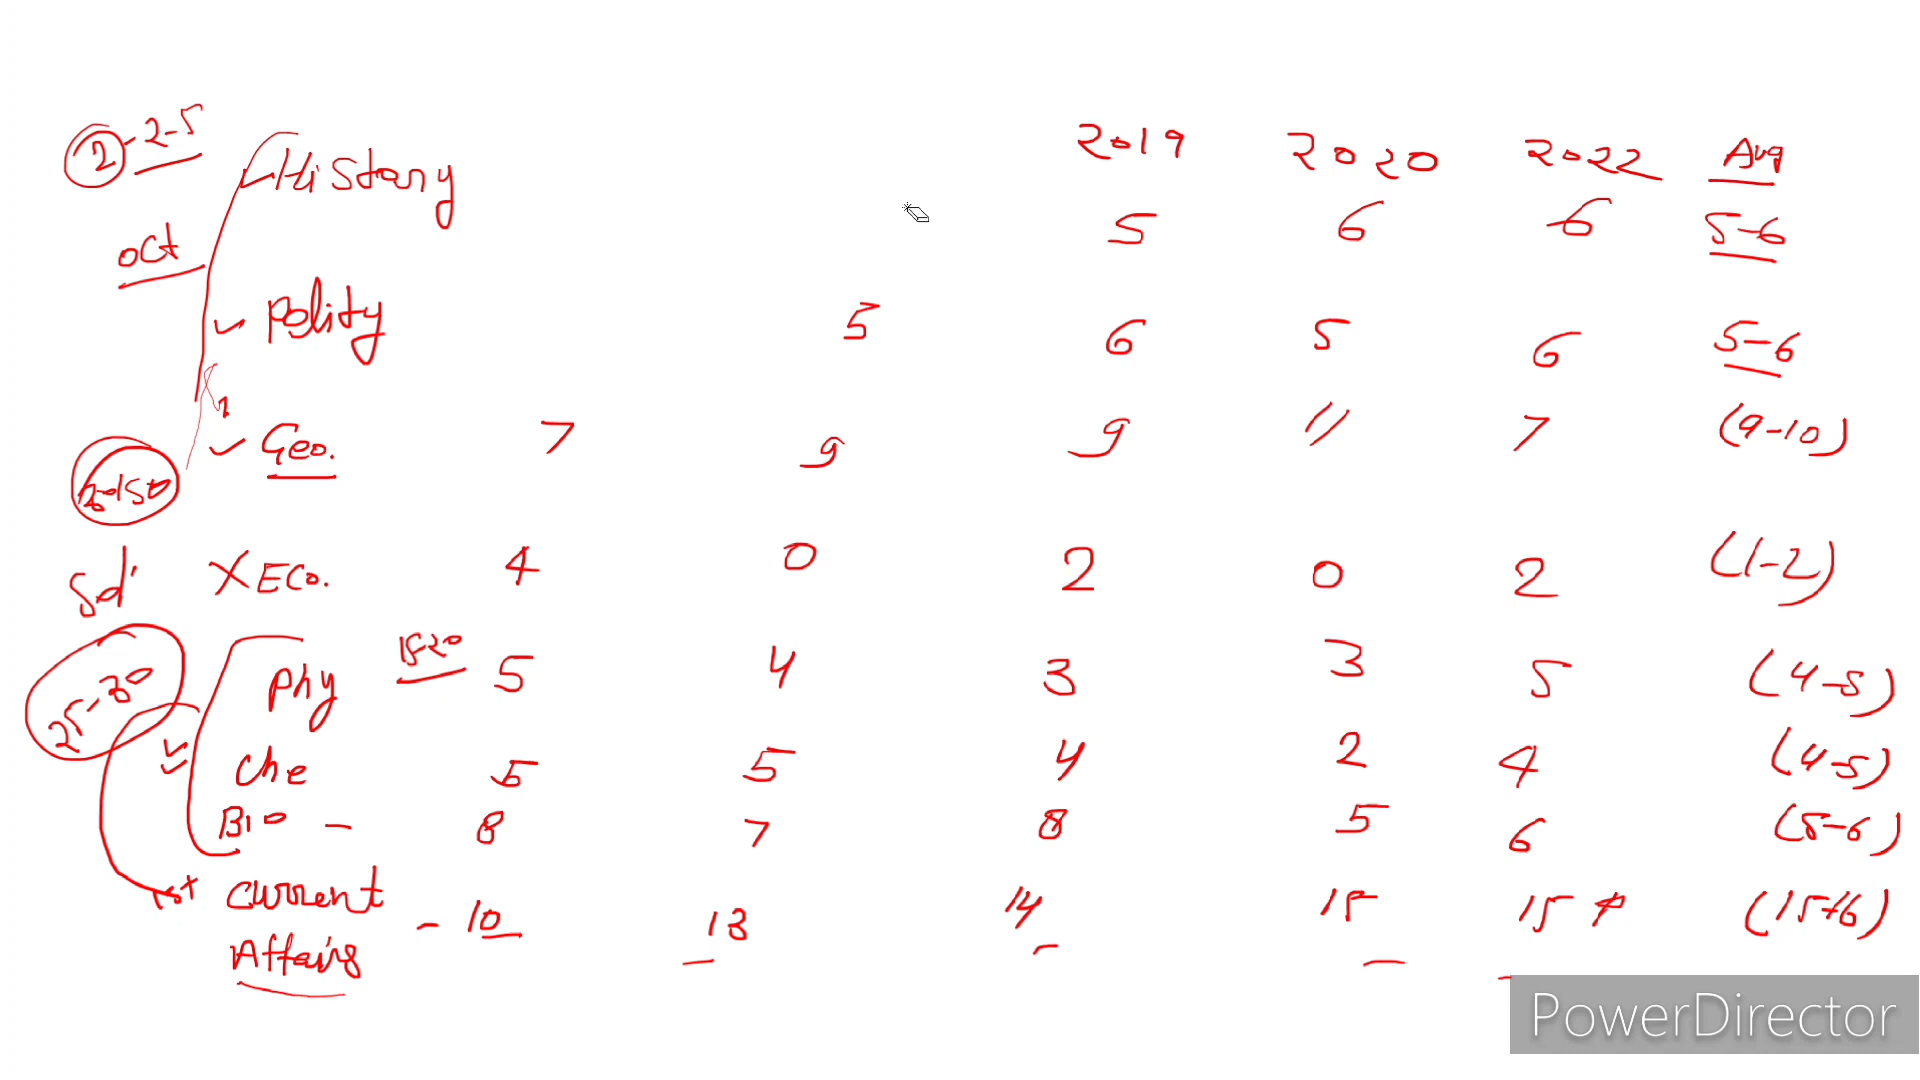 2 - 2-5
2019 2020 2022 Avg
History
5 6 6 5-6
oct
Polity 5 6 5 6 5-6
Geo. 7 9 9 11 7 (9-10)
X Eco. 4 0 2 0 2 (1-2)
15-20
Phy 5 4 3 3 5 (4-5)
25-30
Che 5 5 4 2 4 (4-5)
BIO - 8 7 8 5 6 (5-6)
Current - 10 13 14 15 15
Affairs
PowerDirector